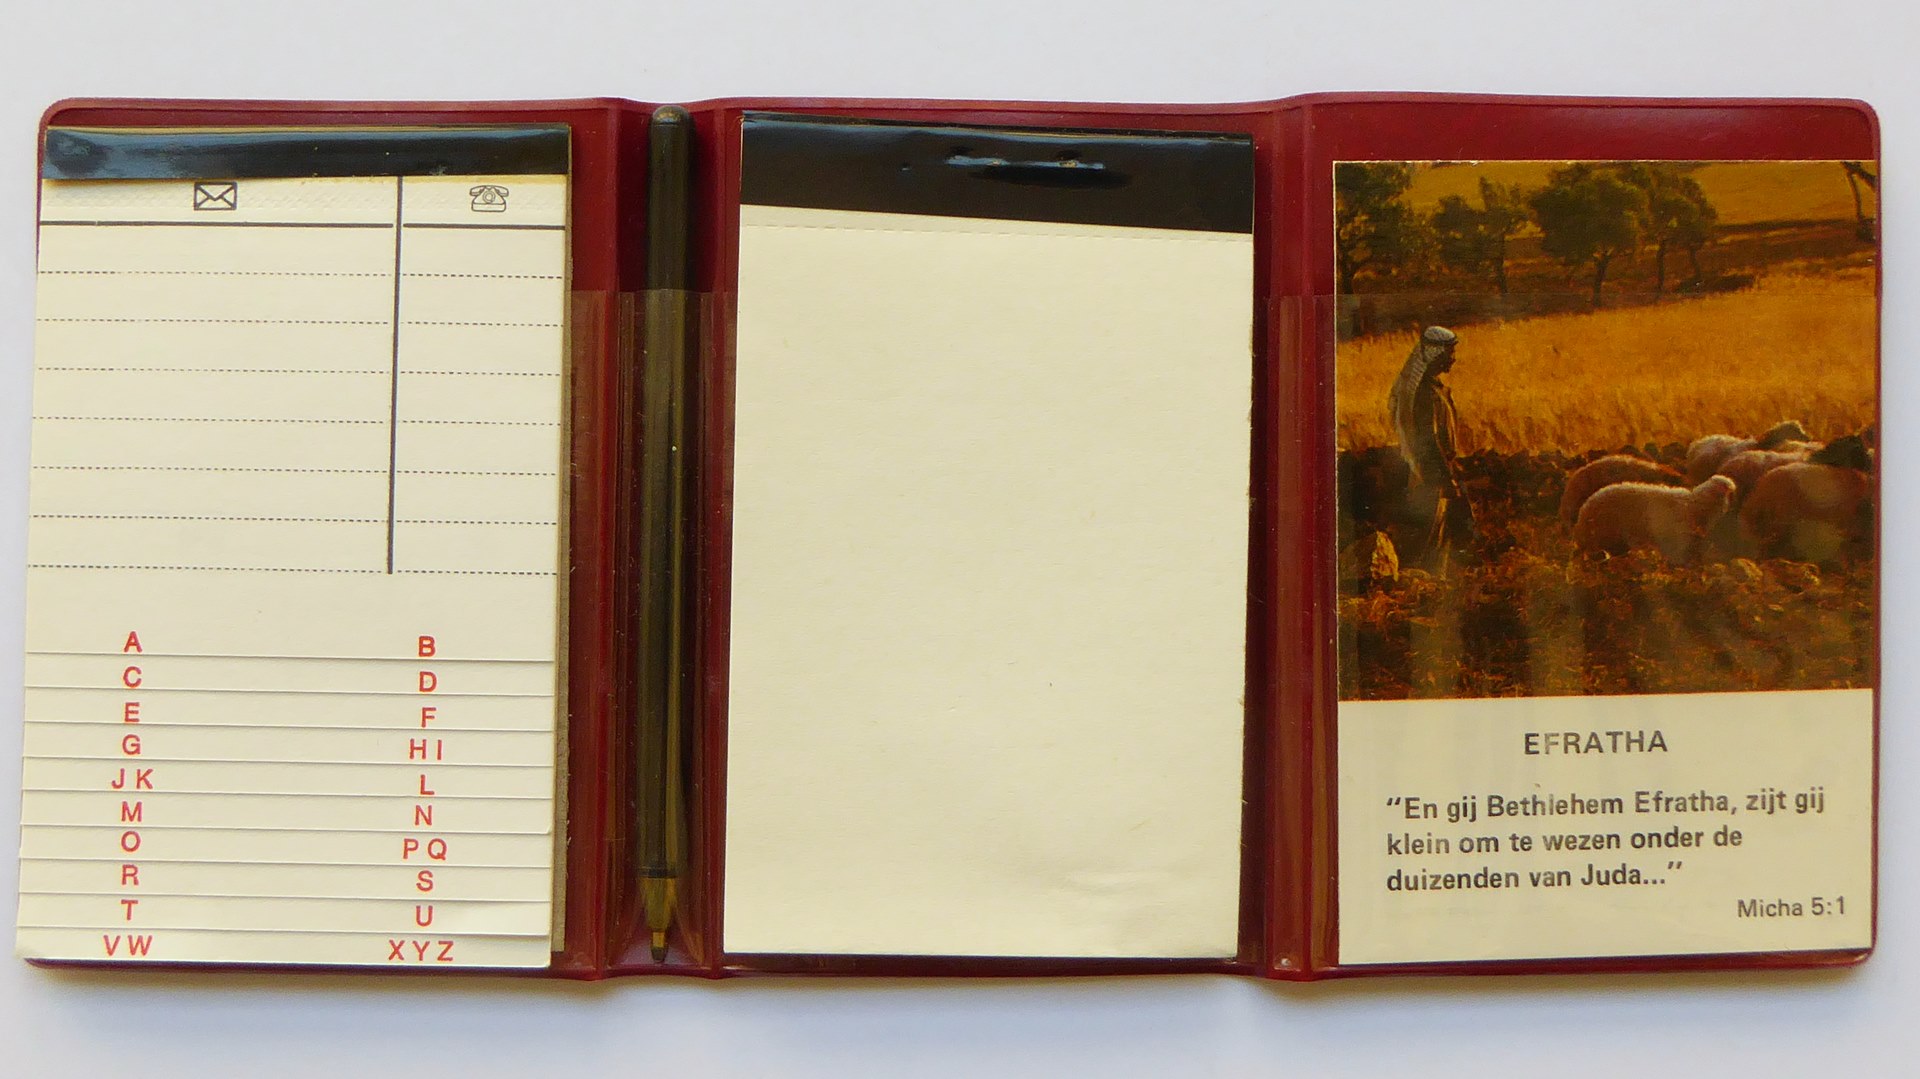 A B
C D
E F
G HI
JK L
M N
O PQ
R S
T U
VW XYZ
EFRATHA
“En gij Bethlehem Efratha, zijt gij
klein om te wezen onder de
duizenden van Juda...”
Micha 5:1